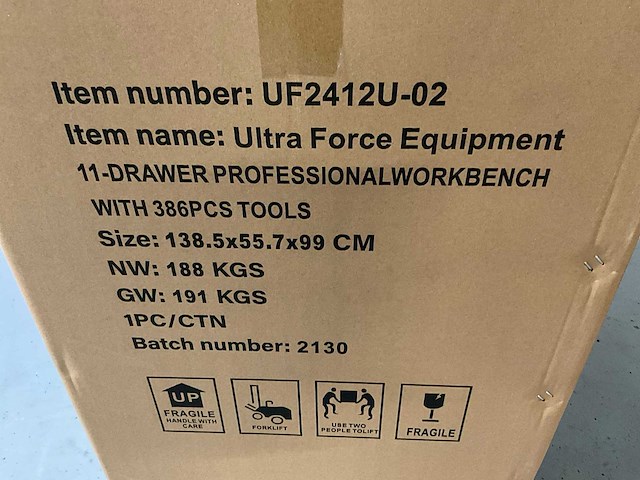 Item number: UF2412U-02
Item name: Ultra Force Equipment
11-DRAWER PROFESSIONALWORKBENCH
WITH 386PCS TOOLS
Size: 138.5x55.7x99 CM
NW: 188 KGS
GW: 191 KGS
1PC/CTN
Batch number: 2130
UP
FRAGILE
HANDLE WITH
CARE
FORKLIFT
USE TWO
PEOPLE TO LIFT
FRAGILE